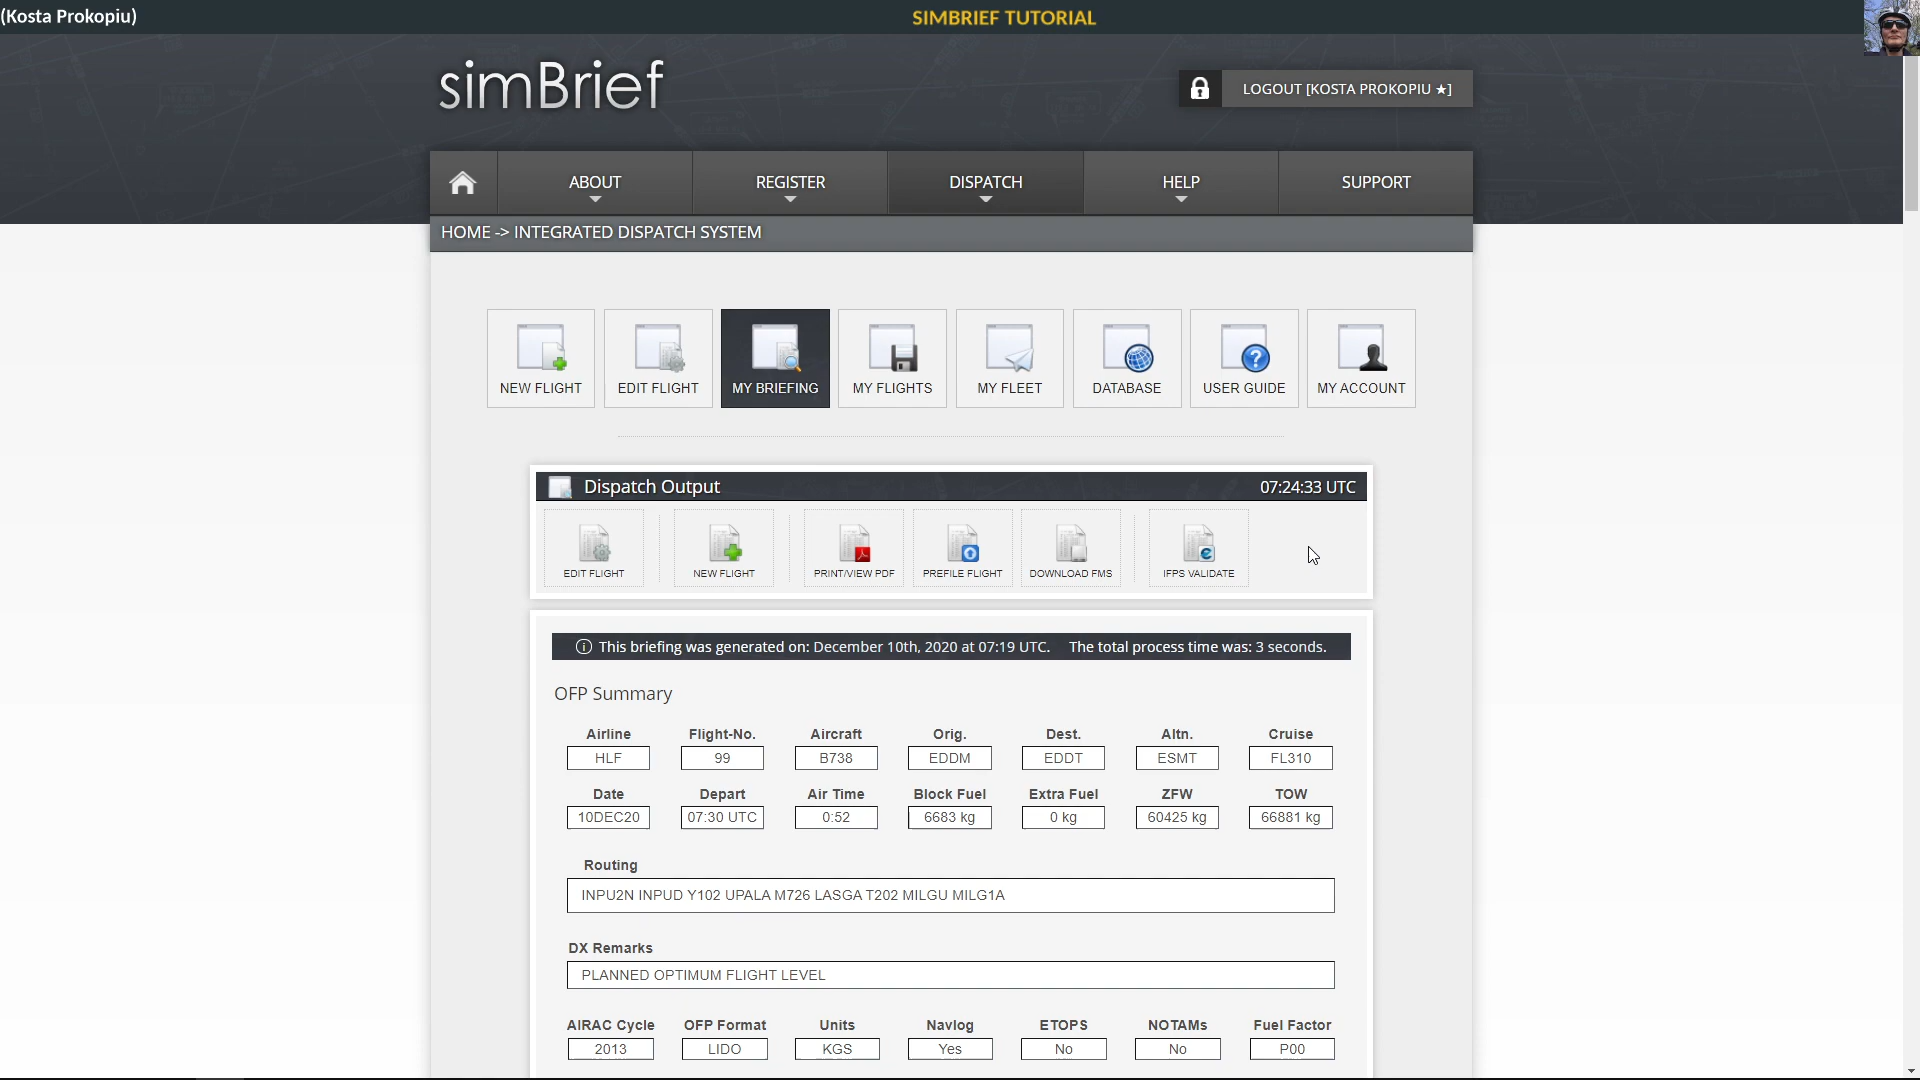 (Kosta Prokopiu)
SIMBRIEF TUTORIAL
simBrief
LOGOUT [KOSTA PROKOPIU ★]
ABOUT REGISTER DISPATCH HELP SUPPORT
HOME -> INTEGRATED DISPATCH SYSTEM
NEW FLIGHT EDIT FLIGHT MY BRIEFING MY FLIGHTS MY FLEET DATABASE USER GUIDE MY ACCOUNT
Dispatch Output 07:24:33 UTC
EDIT FLIGHT NEW FLIGHT PRINT/VIEW PDF PREFILE FLIGHT DOWNLOAD FMS IFPS VALIDATE
This briefing was generated on: December 10th, 2020 at 07:19 UTC. The total process time was: 3 seconds.
OFP Summary
Airline Flight-No. Aircraft Orig. Dest. Altn. Cruise
HLF 99 B738 EDDM EDDT ESMT FL310
Date Depart Air Time Block Fuel Extra Fuel ZFW TOW
10DEC20 07:30 UTC 0:52 6683 kg 0 kg 60425 kg 66881 kg
Routing
INPU2N INPUD Y102 UPALA M726 LASGA T202 MILGU MILG1A
DX Remarks
PLANNED OPTIMUM FLIGHT LEVEL
AIRAC Cycle OFP Format Units Navlog ETOPS NOTAMs Fuel Factor
2013 LIDO KGS Yes No No P00